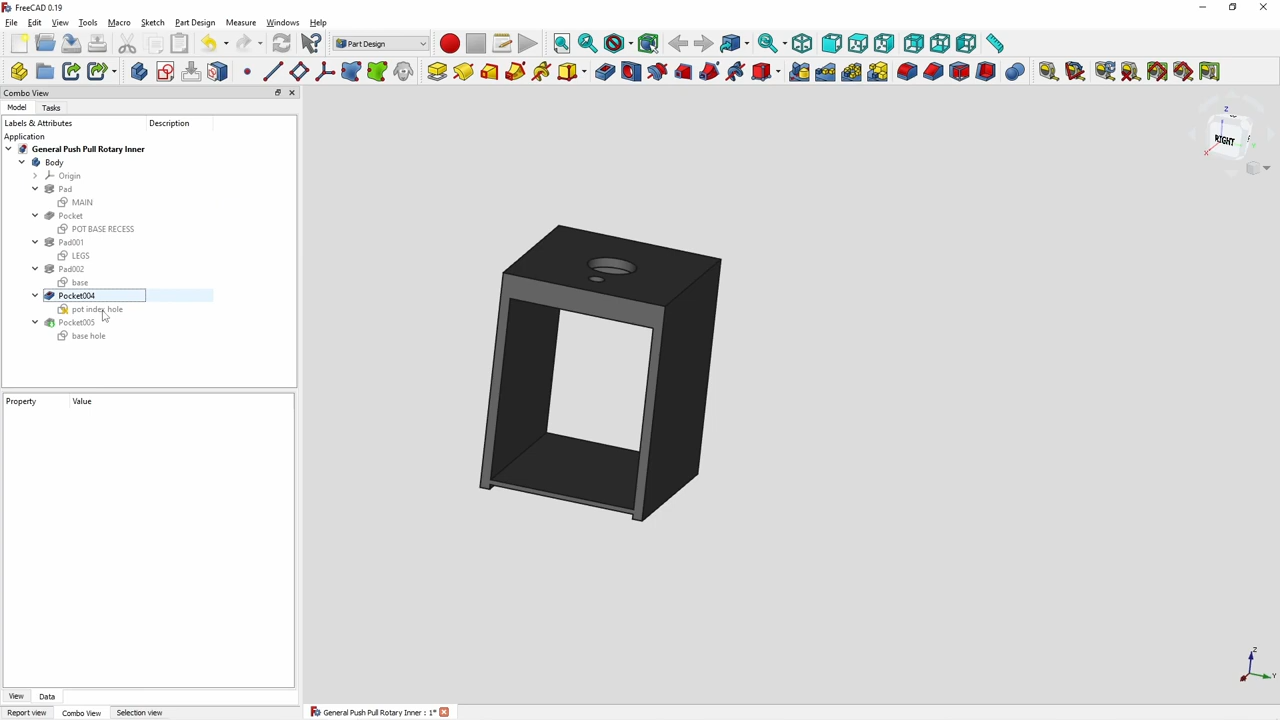 FreeCAD 0.19
File Edit View Tools Macro Sketch Part Design Measure Windows Help
Part Design
Combo View
Model Tasks
Labels & Attributes Description
Application
General Push Pull Rotary Inner
Body
Origin
Pad
MAIN
Pocket
POT BASE RECESS
Pad001
LEGS
Pad002
base
Pocket004
pot index hole
Pocket005
base hole
Property Value
View Data
Report view Combo View Selection view
General Push Pull Rotary Inner : 1*
RIGHT
Z
X
Y
Z
Y